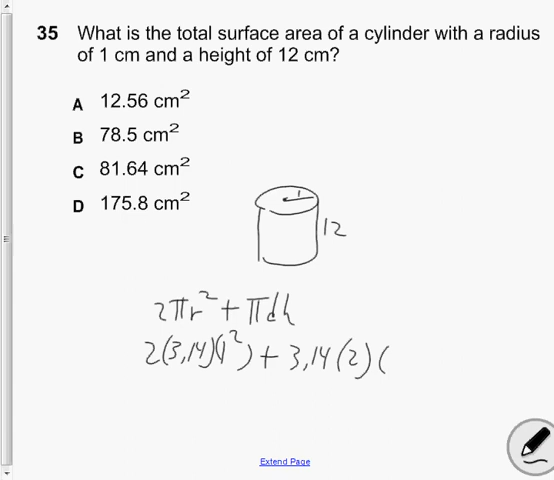 35 What is the total surface area of a cylinder with a radius
of 1 cm and a height of 12 cm?
A 12.56 cm²
B 78.5 cm²
C 81.64 cm²
D 175.8 cm²
1
12
2πr² + πdh
2(3,14)(1²) + 3,14(2)(
Extend Page